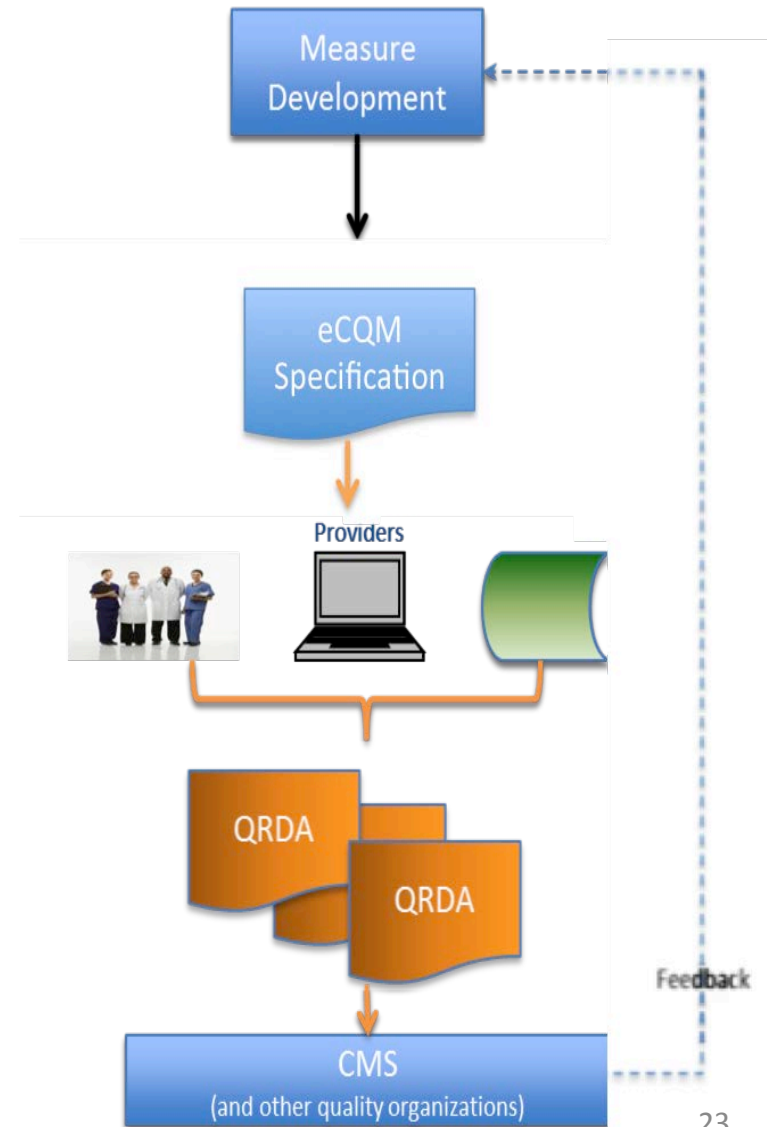 Measure
Development
eCQM
Specification
Providers
QRDA
QRDA
Feedback
CMS
(and other quality organizations)
23